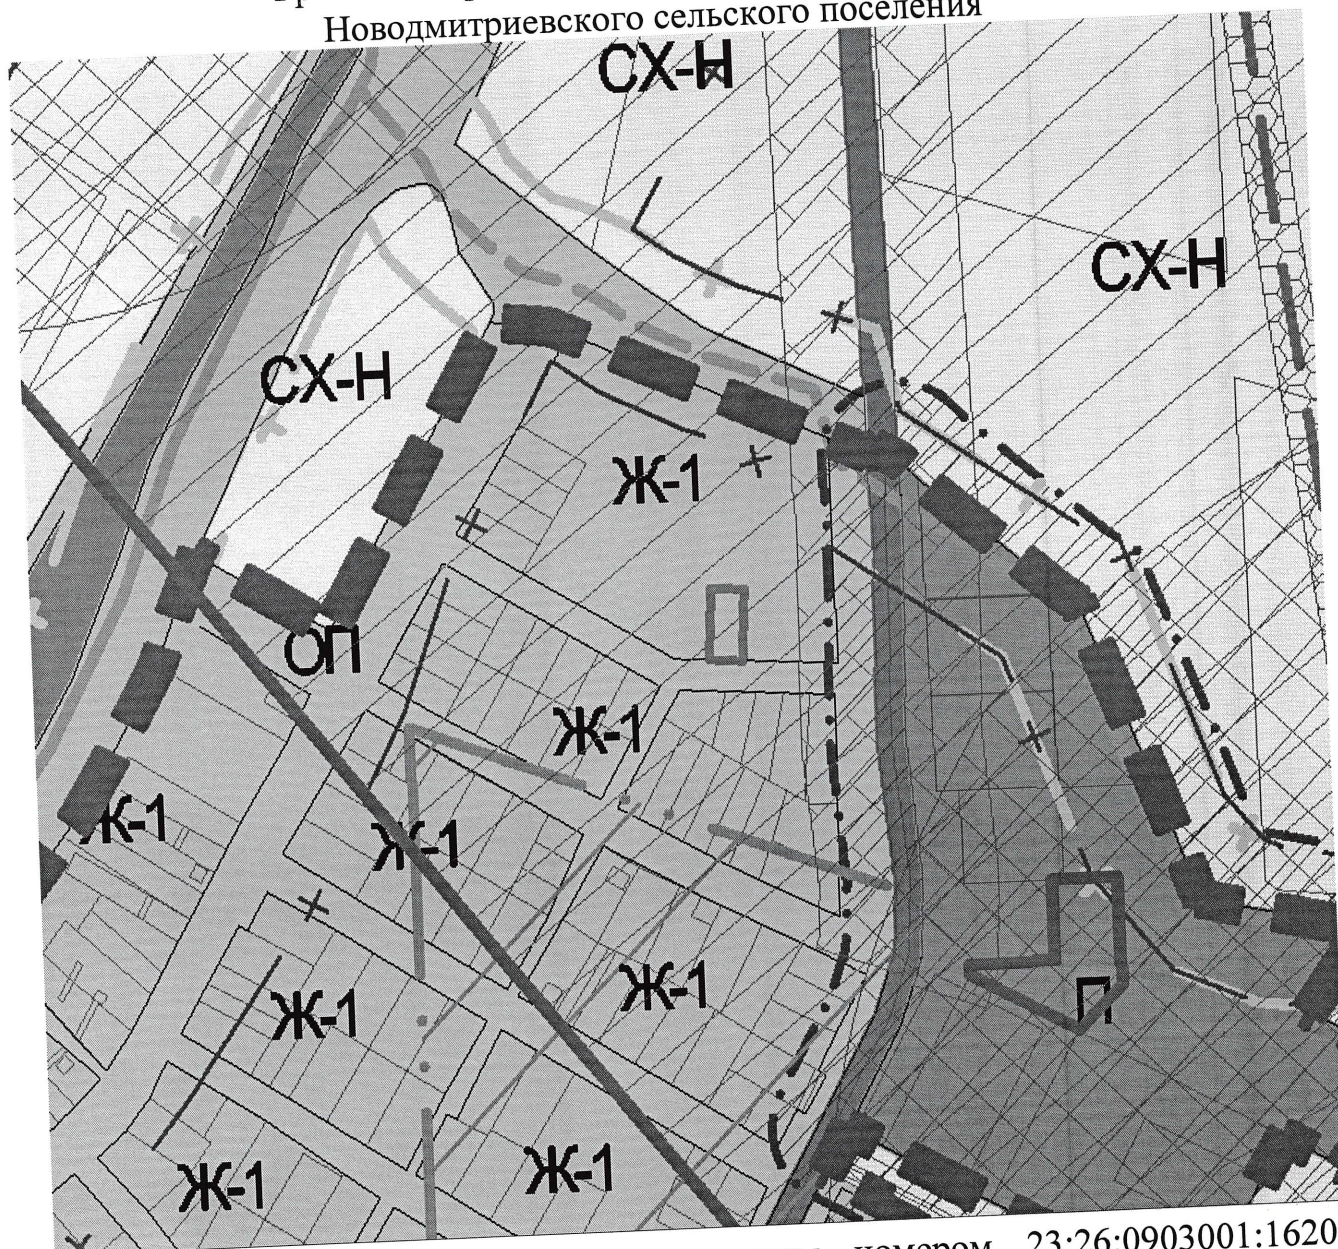 Новодмитриевского сельского поселения
СХ-Н
СХ-Н
СХ-Н
Ж-1
ОП
Ж-1
Ж-1
Ж-1
Ж-1
Ж-1
П
Ж-1
Ж-1
номером 23:26:0903001:1620